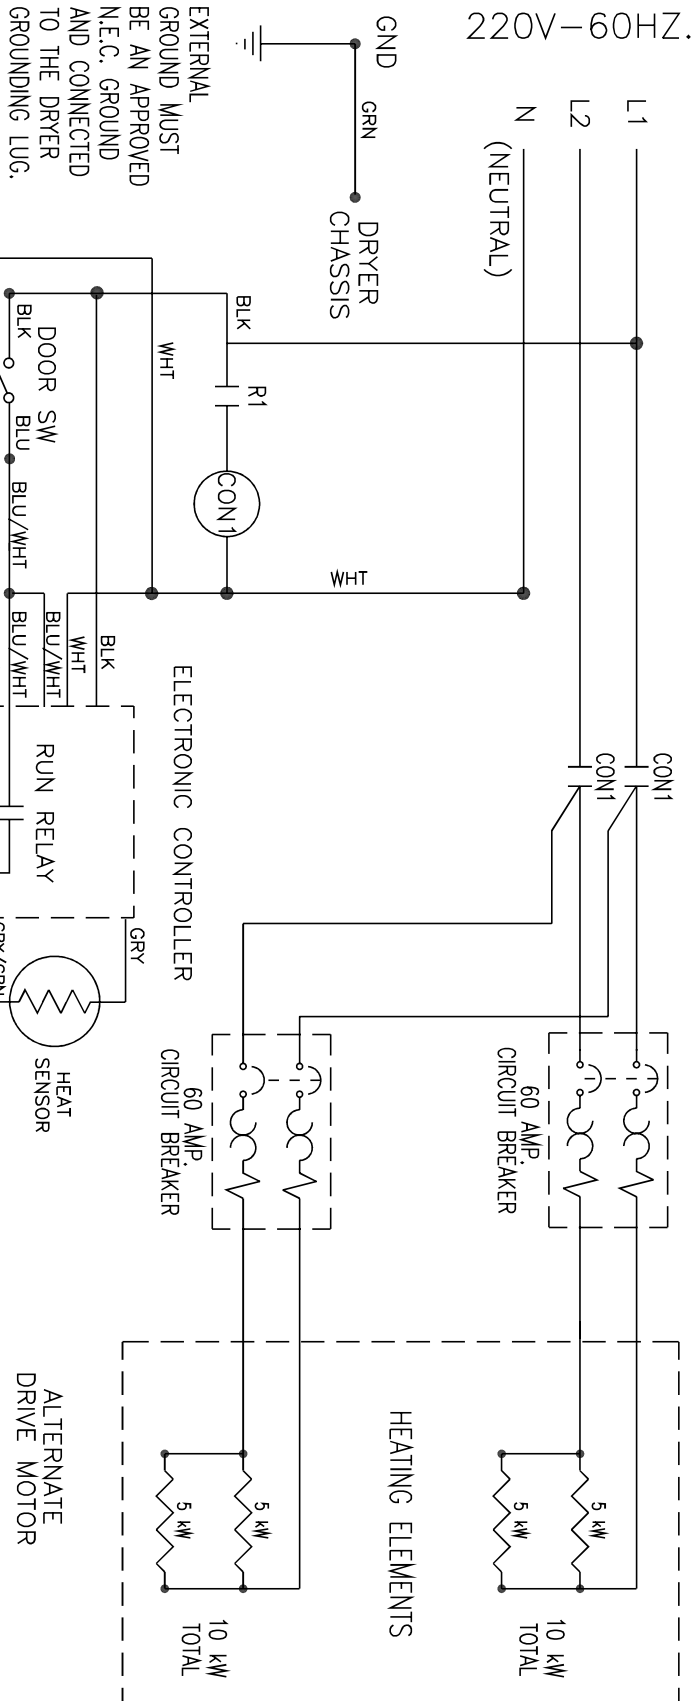 220V-60HZ.
L1
L2
N
(NEUTRAL)
GND
GRN
DRYER
CHASSIS
EXTERNAL
GROUND MUST
BE AN APPROVED
N.E.C. GROUND
AND CONNECTED
TO THE DRYER
GROUNDING LUG.
BLK
R1
CON1
WHT
WHT
DOOR SW
BLK
BLU
BLU/WHT
BLU/WHT
BLU/WHT
WHT
BLK
ELECTRONIC CONTROLLER
RUN RELAY
CON1
CON1
GRY
GRY/GRN
HEAT
SENSOR
60 AMP.
CIRCUIT BREAKER
60 AMP.
CIRCUIT BREAKER
HEATING ELEMENTS
5 kW
5 kW
10 kW
TOTAL
5 kW
5 kW
10 kW
TOTAL
ALTERNATE
DRIVE MOTOR